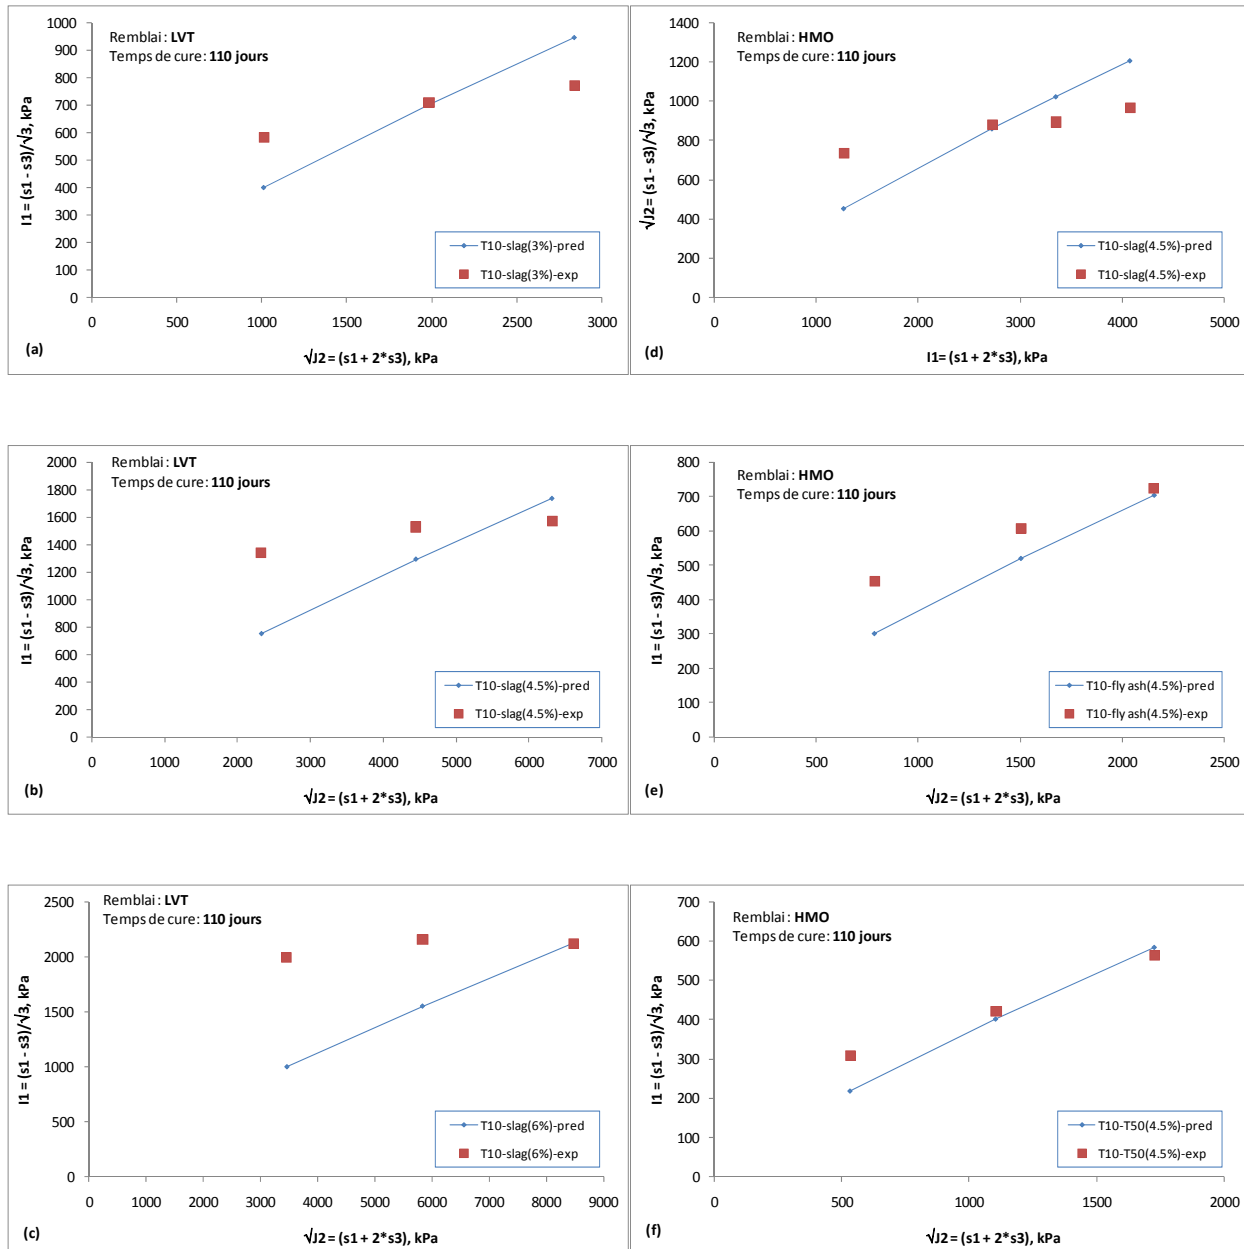 Remblai : LVT
Temps de cure: 110 jours
I1 = (s1 - s3)/√3, kPa
1000
900
800
700
600
500
400
300
200
100
0
T10-slag(3%)-pred
T10-slag(3%)-exp
0 500 1000 1500 2000 2500 3000
√J2 = (s1 + 2*s3), kPa
(a)
Remblai : HMO
Temps de cure: 110 jours
√J2 = (s1 - s3)/√3, kPa
1400
1200
1000
800
600
400
200
0
T10-slag(4.5%)-pred
T10-slag(4.5%)-exp
0 1000 2000 3000 4000 5000
I1= (s1 + 2*s3), kPa
(d)
Remblai : LVT
Temps de cure: 110 jours
I1 = (s1 - s3)/√3, kPa
2000
1800
1600
1400
1200
1000
800
600
400
200
0
T10-slag(4.5%)-pred
T10-slag(4.5%)-exp
0 1000 2000 3000 4000 5000 6000 7000
√J2 = (s1 + 2*s3), kPa
(b)
Remblai : HMO
Temps de cure: 110 jours
I1 = (s1 - s3)/√3, kPa
800
700
600
500
400
300
200
100
0
T10-fly ash(4.5%)-pred
T10-fly ash(4.5%)-exp
0 500 1000 1500 2000 2500
√J2 = (s1 + 2*s3), kPa
(e)
Remblai : LVT
Temps de cure: 110 jours
I1 = (s1 - s3)/√3, kPa
2500
2000
1500
1000
500
0
T10-slag(6%)-pred
T10-slag(6%)-exp
0 1000 2000 3000 4000 5000 6000 7000 8000 9000
√J2 = (s1 + 2*s3), kPa
(c)
Remblai : HMO
Temps de cure: 110 jours
I1 = (s1 - s3)/√3, kPa
700
600
500
400
300
200
100
0
T10-T50(4.5%)-pred
T10-T50(4.5%)-exp
0 500 1000 1500 2000
√J2 = (s1 + 2*s3), kPa
(f)